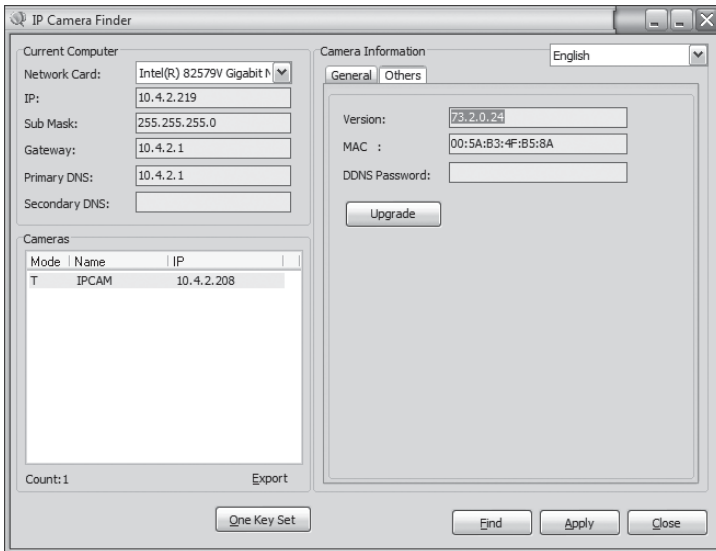 IP Camera Finder
Current Computer
Network Card: Intel(R) 82579V Gigabit N
IP: 10.4.2.219
Sub Mask: 255.255.255.0
Gateway: 10.4.2.1
Primary DNS: 10.4.2.1
Secondary DNS:
Cameras
Mode Name IP
T IPCAM 10.4.2.208
Count:1 Export
One Key Set
Camera Information English
General Others
Version: 73.2.0.24
MAC : 00:5A:B3:4F:B5:8A
DDNS Password:
Upgrade
Find Apply Close